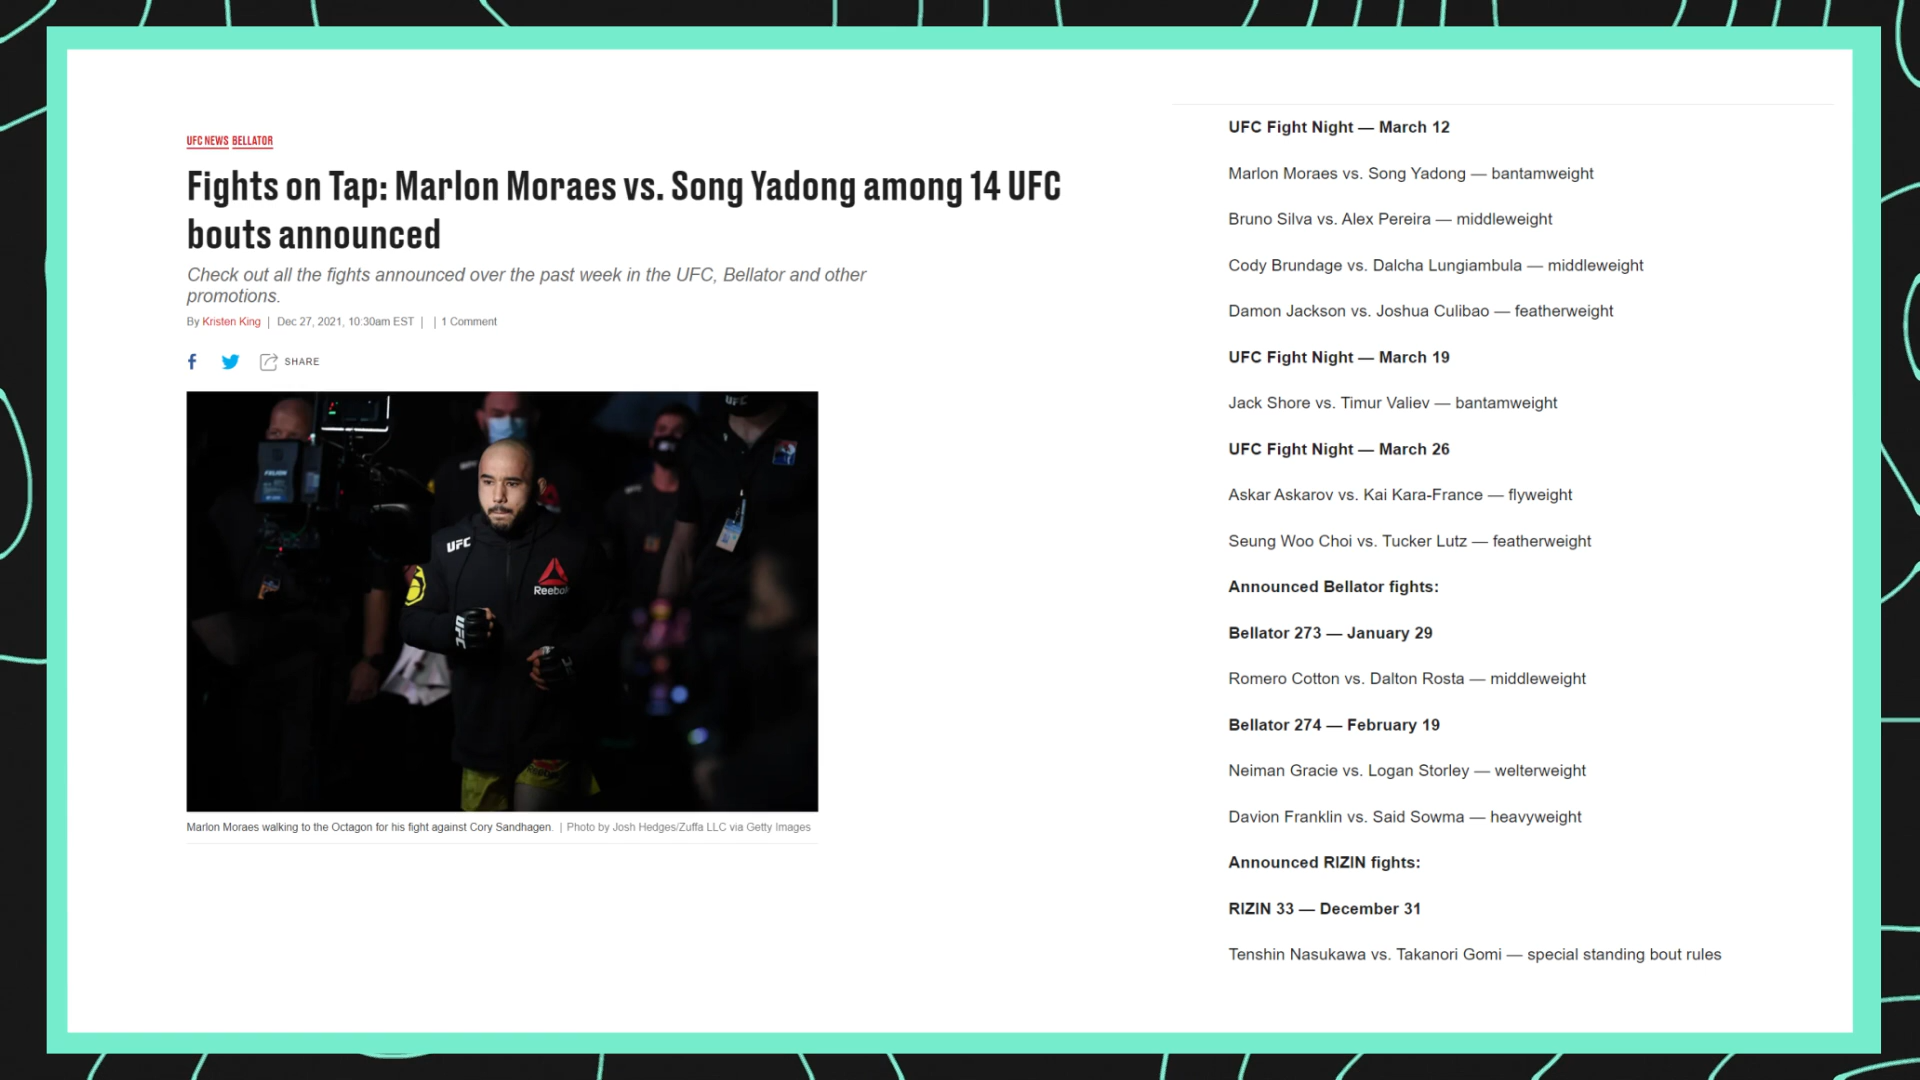 UFC NEWS BELLATOR
Fights on Tap: Marlon Moraes vs. Song Yadong among 14 UFC
bouts announced
Check out all the fights announced over the past week in the UFC, Bellator and other
promotions.
By Kristen King | Dec 27, 2021, 10:30am EST | | 1 Comment
SHARE
UFC
UFC
Reebok
UFC
Marlon Moraes walking to the Octagon for his fight against Cory Sandhagen. | Photo by Josh Hedges/Zuffa LLC via Getty Images
UFC Fight Night — March 12
Marlon Moraes vs. Song Yadong — bantamweight
Bruno Silva vs. Alex Pereira — middleweight
Cody Brundage vs. Dalcha Lungiambula — middleweight
Damon Jackson vs. Joshua Culibao — featherweight
UFC Fight Night — March 19
Jack Shore vs. Timur Valiev — bantamweight
UFC Fight Night — March 26
Askar Askarov vs. Kai Kara-France — flyweight
Seung Woo Choi vs. Tucker Lutz — featherweight
Announced Bellator fights:
Bellator 273 — January 29
Romero Cotton vs. Dalton Rosta — middleweight
Bellator 274 — February 19
Neiman Gracie vs. Logan Storley — welterweight
Davion Franklin vs. Said Sowma — heavyweight
Announced RIZIN fights:
RIZIN 33 — December 31
Tenshin Nasukawa vs. Takanori Gomi — special standing bout rules